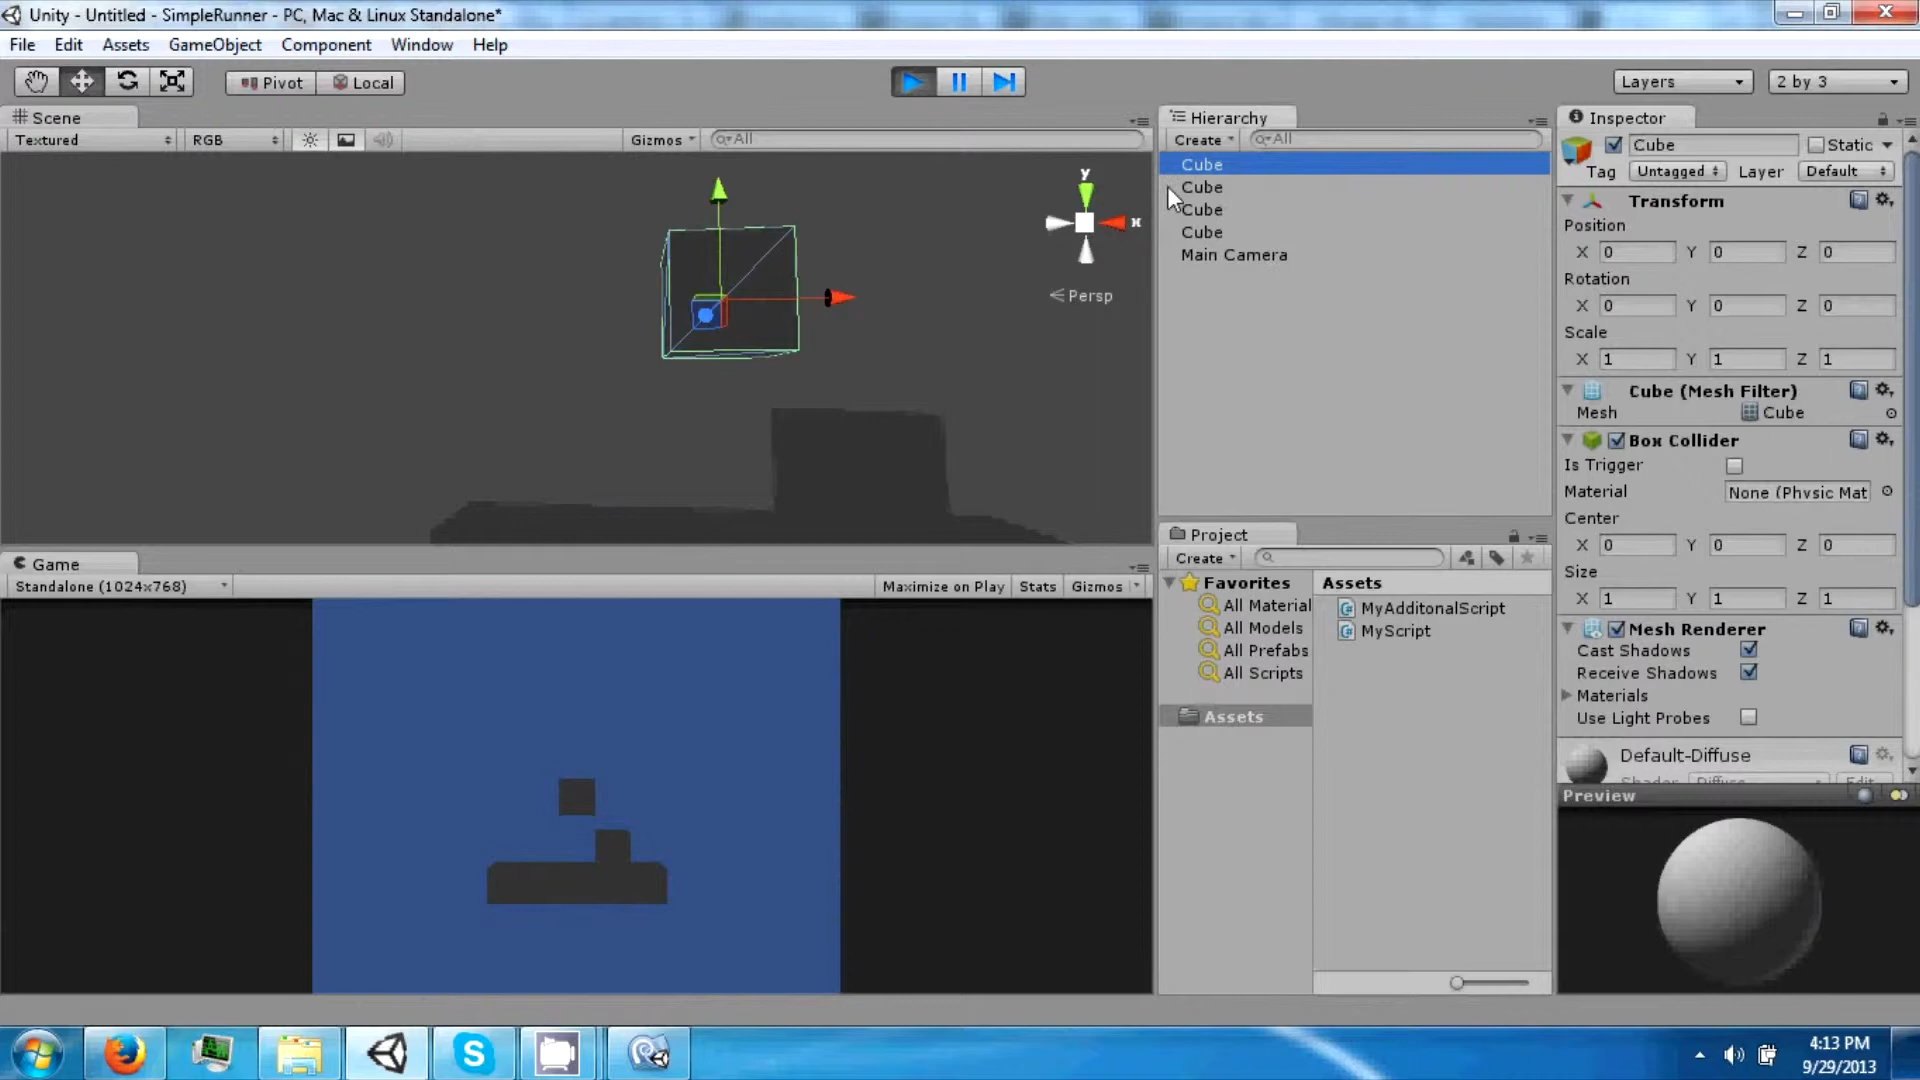 Unity - Untitled - SimpleRunner - PC, Mac & Linux Standalone*
File Edit Assets GameObject Component Window Help
Pivot Local Layers 2 by 3
Scene
Textured RGB Gizmos All
y
x
Persp
Hierarchy
Create All
Cube
Cube
Cube
Cube
Main Camera
Inspector
Cube Static
Tag Untagged Layer Default
Transform
Position
X 0 Y 0 Z 0
Rotation
X 0 Y 0 Z 0
Scale
X 1 Y 1 Z 1
Cube (Mesh Filter)
Mesh Cube
Box Collider
Is Trigger
Material None (Physic Mat
Center
X 0 Y 0 Z 0
Size
X 1 Y 1 Z 1
Mesh Renderer
Cast Shadows
Receive Shadows
Materials
Use Light Probes
Default-Diffuse
Shader Diffuse Edit
Preview
Game
Standalone (1024x768) Maximize on Play Stats Gizmos
Project
Create
Favorites
All Material
All Models
All Prefabs
All Scripts
Assets
Assets
MyAdditonalScript
MyScript
4:13 PM
9/29/2013